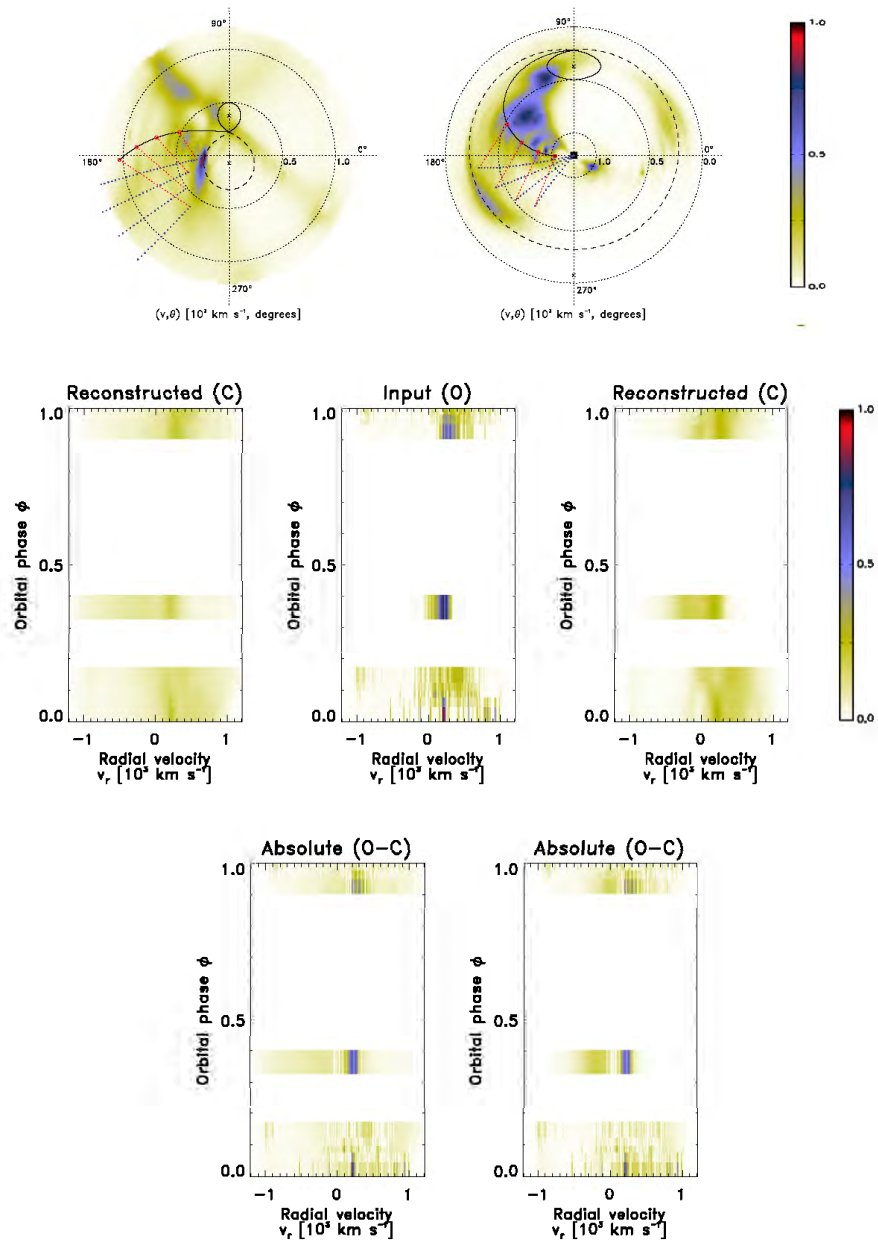 90°
180°
0.5
1.0
C°
270°
(v,θ) [10³ km s⁻¹, degrees]
90°
180°
1.0
0.5
0.0
0°
270°
(v,θ) [10³ km s⁻¹, degrees]
1.0
0.5
0.0
Reconstructed (C)
Input (O)
Reconstructed (C)
1.0
0.5
0.0
Orbital phase ϕ
-1 0 1
Radial velocity
vᵣ [10³ km s⁻¹]
1.0
0.5
0.0
Orbital phase ϕ
-1 0 1
Radial velocity
vᵣ [10³ km s⁻¹]
1.0
0.5
0.0
Orbital phase ϕ
-1 0 1
Radial velocity
vᵣ [10³ km s⁻¹]
1.0
0.5
0.0
Absolute (O-C)
Absolute (O-C)
1.0
0.5
0.0
Orbital phase ϕ
-1 0 1
Radial velocity
vᵣ [10³ km s⁻¹]
1.0
0.5
0.0
Orbital phase ϕ
-1 0 1
Radial velocity
vᵣ [10³ km s⁻¹]